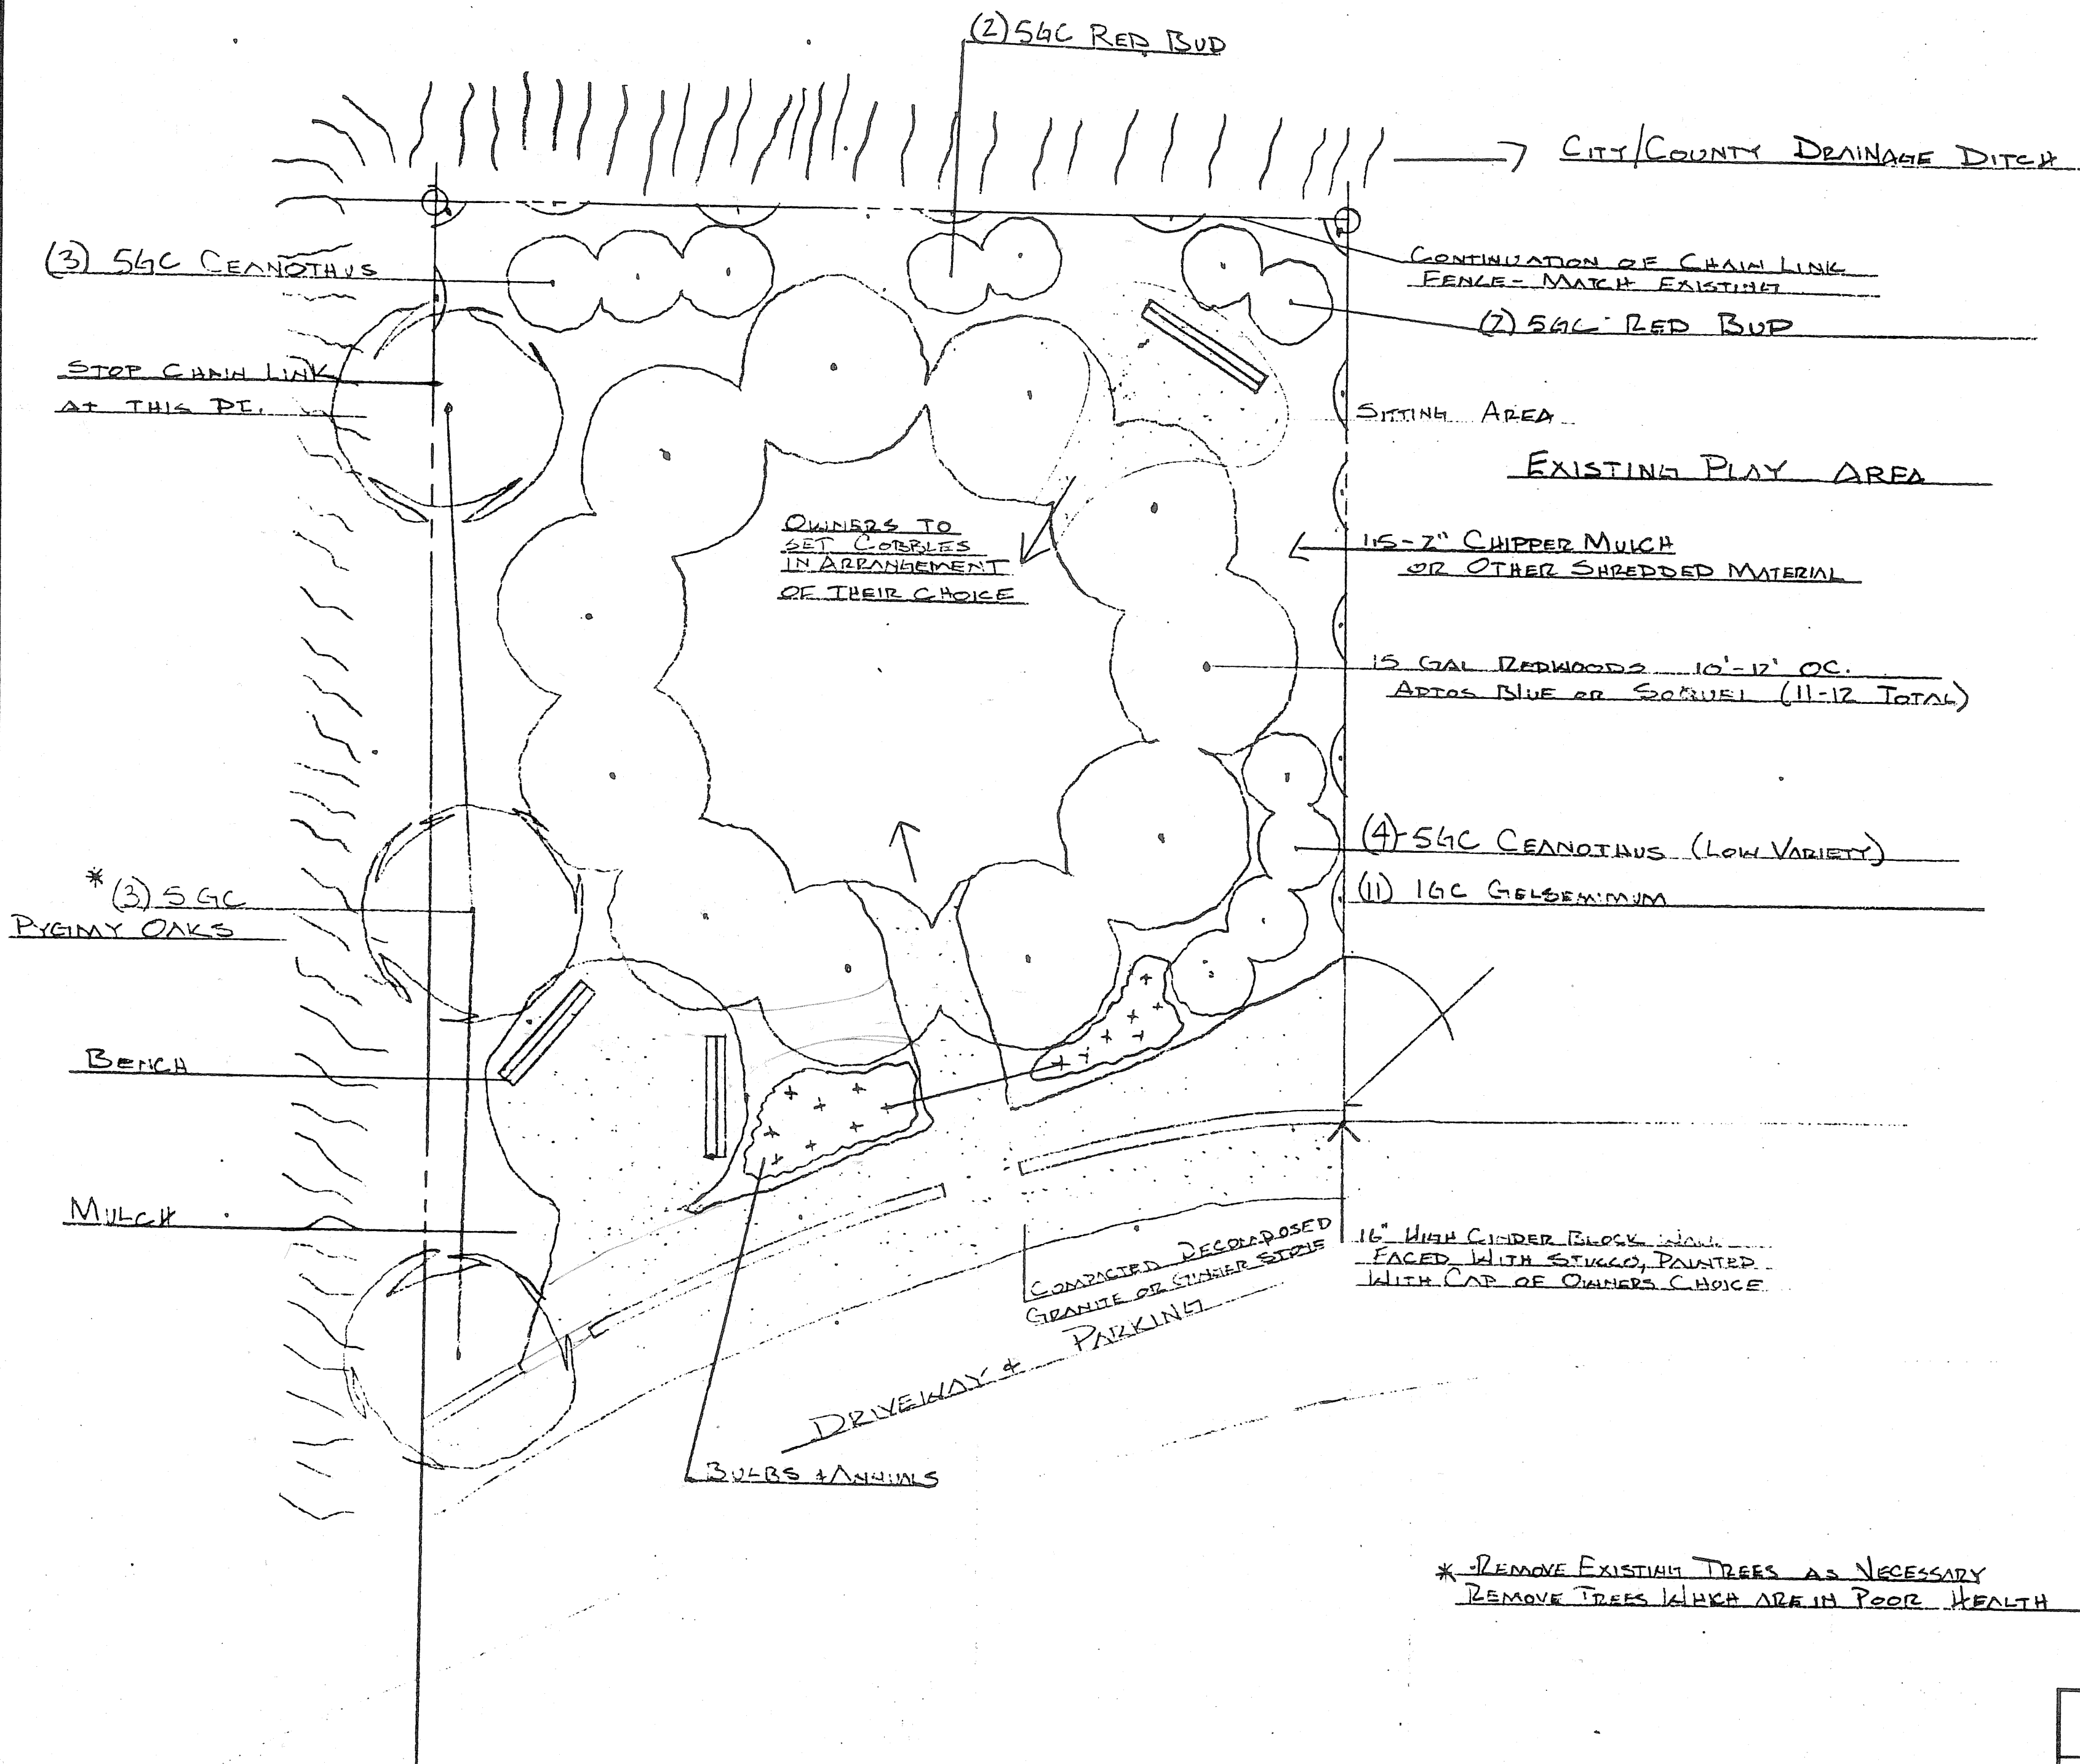 (2) 5GC RED BUD
CITY/COUNTY DRAINAGE DITCH
(3) 5GC CEANOTHUS
CONTINUATION OF CHAIN LINK
FENCE - MATCH EXISTING
(2) 5GC RED BUD
STOP CHAIN LINK
AT THIS PT.
SITTING AREA
EXISTING PLAY AREA
OWNERS TO
SET COBBLES
IN ARRANGEMENT
OF THEIR CHOICE
1.5-2" CHIPPER MULCH
OR OTHER SHREDDED MATERIAL
15 GAL REDWOODS 10'-12' OC.
APTOS BLUE OR SOQUEL (11-12 TOTAL)
(4)-5GC CEANOTHUS (LOW VARIETY)
(11) 1GC GELSEMIMUM
* (3) 5GC
PYGMY OAKS
BENCH
MULCH
COMPACTED DECOMPOSED
GRANITE OR GINGER STONE
16" HIGH CINDER BLOCK WALL
FACED WITH STUCCO, PAINTED
WITH CAP OF OWNERS CHOICE
DRIVEWAY & PARKING
BULBS & ANNUALS
* REMOVE EXISTING TREES AS NECESSARY
REMOVE TREES WHICH ARE IN POOR HEALTH